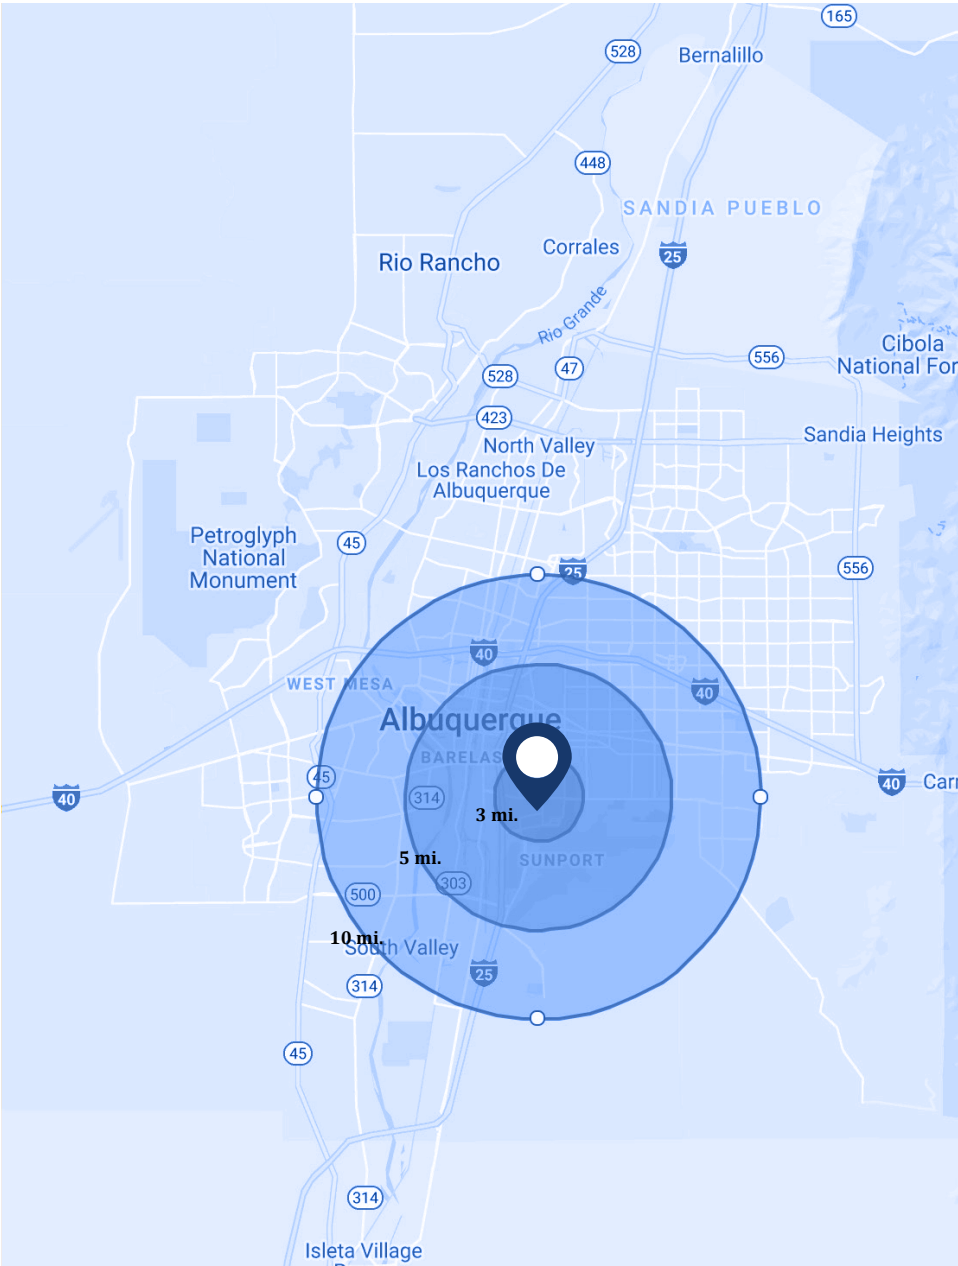 165
528
Bernalillo
448
SANDIA PUEBLO
Corrales
25
Rio Rancho
Rio Grande
Cibola
National For
556
47
528
423
North Valley
Sandia Heights
Los Ranchos De
Albuquerque
Petroglyph
National
Monument
45
556
25
40
WEST MESA
40
Albuquerque
BARELAS
45
40
40
Carn
314
3 mi.
5 mi.
SUNPORT
303
500
10 mi.
South Valley
25
314
45
314
Isleta Village